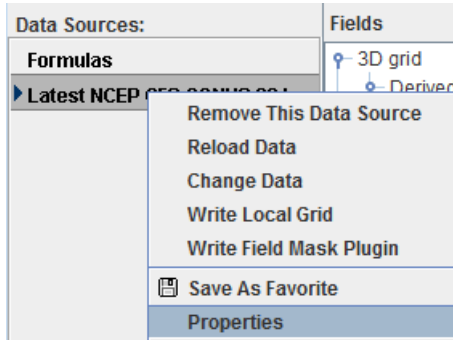 Data Sources:
Fields
Formulas
3D grid
Latest NCEP
Derived
Remove This Data Source
Reload Data
Change Data
Write Local Grid
Write Field Mask Plugin
Save As Favorite
Properties